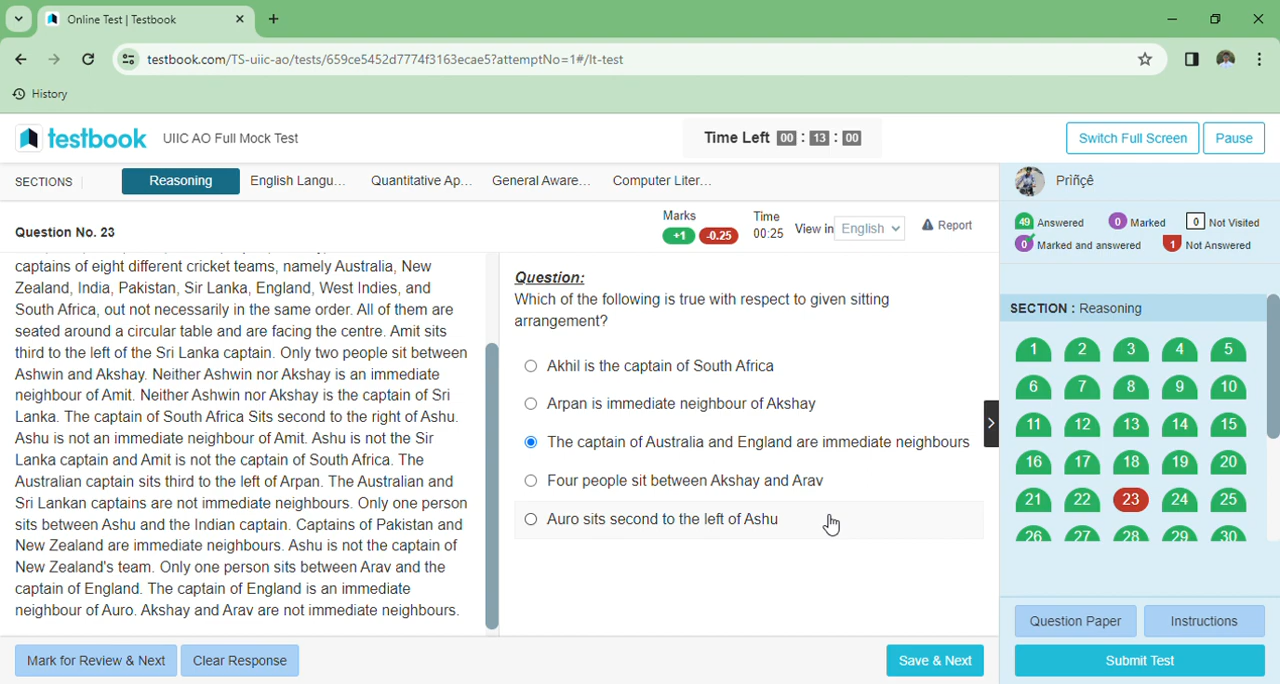 Online Test | Testbook
testbook.com/TS-uiic-ao/tests/659ce5452d7774f3163ecae5?attemptNo=1#/lt-test
History
testbook UIIC AO Full Mock Test Time Left 00 : 13 : 00 Switch Full Screen Pause
SECTIONS Reasoning English Langu... Quantitative Ap... General Aware... Computer Liter... Prïñçê
Question No. 23 Marks +1 -0.25 Time 00:25 View in English Report
49 Answered 0 Marked 0 Not Visited
0 Marked and answered 1 Not Answered
captains of eight different cricket teams, namely Australia, New
Zealand, India, Pakistan, Sir Lanka, England, West Indies, and
South Africa, out not necessarily in the same order. All of them are
seated around a circular table and are facing the centre. Amit sits
third to the left of the Sri Lanka captain. Only two people sit between
Ashwin and Akshay. Neither Ashwin nor Akshay is an immediate
neighbour of Amit. Neither Ashwin nor Akshay is the captain of Sri
Lanka. The captain of South Africa Sits second to the right of Ashu.
Ashu is not an immediate neighbour of Amit. Ashu is not the Sir
Lanka captain and Amit is not the captain of South Africa. The
Australian captain sits third to the left of Arpan. The Australian and
Sri Lankan captains are not immediate neighbours. Only one person
sits between Ashu and the Indian captain. Captains of Pakistan and
New Zealand are immediate neighbours. Ashu is not the captain of
New Zealand's team. Only one person sits between Arav and the
captain of England. The captain of England is an immediate
neighbour of Auro. Akshay and Arav are not immediate neighbours.
Question:
Which of the following is true with respect to given sitting
arrangement?
Akhil is the captain of South Africa
Arpan is immediate neighbour of Akshay
The captain of Australia and England are immediate neighbours
Four people sit between Akshay and Arav
Auro sits second to the left of Ashu
SECTION : Reasoning
1 2 3 4 5
6 7 8 9 10
11 12 13 14 15
16 17 18 19 20
21 22 23 24 25
26 27 28 29 30
Question Paper Instructions
Mark for Review & Next Clear Response Save & Next Submit Test